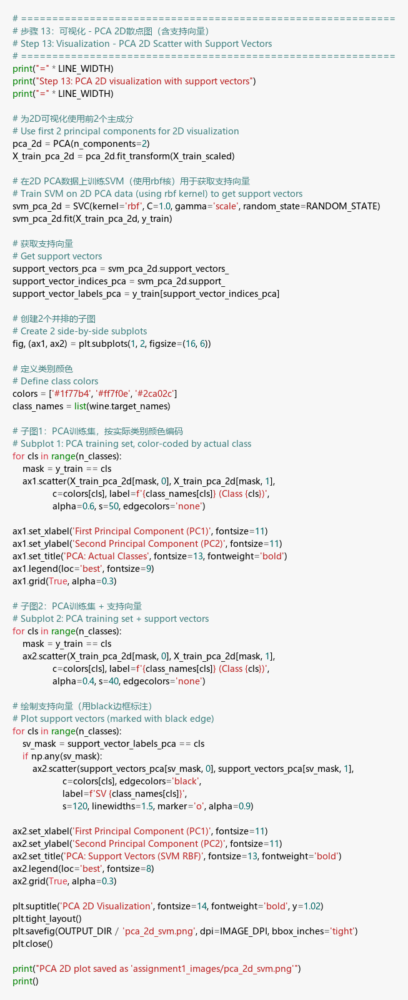 # ============================================================
# 步骤 13：可视化 - PCA 2D散点图（含支持向量）
# Step 13: Visualization - PCA 2D Scatter with Support Vectors
# ============================================================
print("=" * LINE_WIDTH)
print("Step 13: PCA 2D visualization with support vectors")
print("=" * LINE_WIDTH)

# 为2D可视化使用前2个主成分
# Use first 2 principal components for 2D visualization
pca_2d = PCA(n_components=2)
X_train_pca_2d = pca_2d.fit_transform(X_train_scaled)

# 在2D PCA数据上训练SVM（使用rbf核）用于获取支持向量
# Train SVM on 2D PCA data (using rbf kernel) to get support vectors
svm_pca_2d = SVC(kernel='rbf', C=1.0, gamma='scale', random_state=RANDOM_STATE)
svm_pca_2d.fit(X_train_pca_2d, y_train)

# 获取支持向量
# Get support vectors
support_vectors_pca = svm_pca_2d.support_vectors_
support_vector_indices_pca = svm_pca_2d.support_
support_vector_labels_pca = y_train[support_vector_indices_pca]

# 创建2个并排的子图
# Create 2 side-by-side subplots
fig, (ax1, ax2) = plt.subplots(1, 2, figsize=(16, 6))

# 定义类别颜色
# Define class colors
colors = ['#1f77b4', '#ff7f0e', '#2ca02c']
class_names = list(wine.target_names)

# 子图1：PCA训练集，按实际类别颜色编码
# Subplot 1: PCA training set, color-coded by actual class
for cls in range(n_classes):
    mask = y_train == cls
    ax1.scatter(X_train_pca_2d[mask, 0], X_train_pca_2d[mask, 1],
                c=colors[cls], label=f'{class_names[cls]} (Class {cls})',
                alpha=0.6, s=50, edgecolors='none')

ax1.set_xlabel('First Principal Component (PC1)', fontsize=11)
ax1.set_ylabel('Second Principal Component (PC2)', fontsize=11)
ax1.set_title('PCA: Actual Classes', fontsize=13, fontweight='bold')
ax1.legend(loc='best', fontsize=9)
ax1.grid(True, alpha=0.3)

# 子图2：PCA训练集 + 支持向量
# Subplot 2: PCA training set + support vectors
for cls in range(n_classes):
    mask = y_train == cls
    ax2.scatter(X_train_pca_2d[mask, 0], X_train_pca_2d[mask, 1],
                c=colors[cls], label=f'{class_names[cls]} (Class {cls})',
                alpha=0.4, s=40, edgecolors='none')

# 绘制支持向量（用black边框标注）
# Plot support vectors (marked with black edge)
for cls in range(n_classes):
    sv_mask = support_vector_labels_pca == cls
    if np.any(sv_mask):
        ax2.scatter(support_vectors_pca[sv_mask, 0], support_vectors_pca[sv_mask, 1],
                    c=colors[cls], edgecolors='black',
                    label=f'SV {class_names[cls]}',
                    s=120, linewidths=1.5, marker='o', alpha=0.9)

ax2.set_xlabel('First Principal Component (PC1)', fontsize=11)
ax2.set_ylabel('Second Principal Component (PC2)', fontsize=11)
ax2.set_title('PCA: Support Vectors (SVM RBF)', fontsize=13, fontweight='bold')
ax2.legend(loc='best', fontsize=8)
ax2.grid(True, alpha=0.3)

plt.suptitle('PCA 2D Visualization', fontsize=14, fontweight='bold', y=1.02)
plt.tight_layout()
plt.savefig(OUTPUT_DIR / 'pca_2d_svm.png', dpi=IMAGE_DPI, bbox_inches='tight')
plt.close()

print("PCA 2D plot saved as 'assignment1_images/pca_2d_svm.png'")
print()